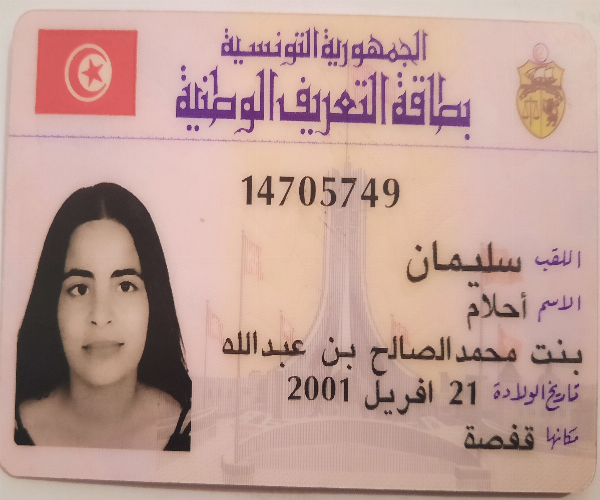 الجمهورية التونسية
بطاقة التعريف الوطنية
14705749
اللقب سليمان
الاسم أحلام
بنت محمدالصالح بن عبدالله
تاريخ الولادة 21 افريل 2001
مكانها قفصة